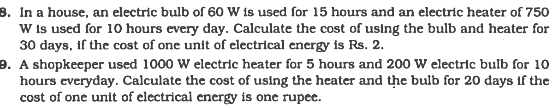 8. In a house, an electric bulb of 60 W is used for 15 hours and an electric heater of 750
W is used for 10 hours every day. Calculate the cost of using the bulb and heater for
30 days, if the cost of one unit of electrical energy is Rs. 2.
9. A shopkeeper used 1000 W electric heater for 5 hours and 200 W electric bulb for 10
hours everyday. Calculate the cost of using the heater and the bulb for 20 days if the
cost of one unit of electrical energy is one rupee.